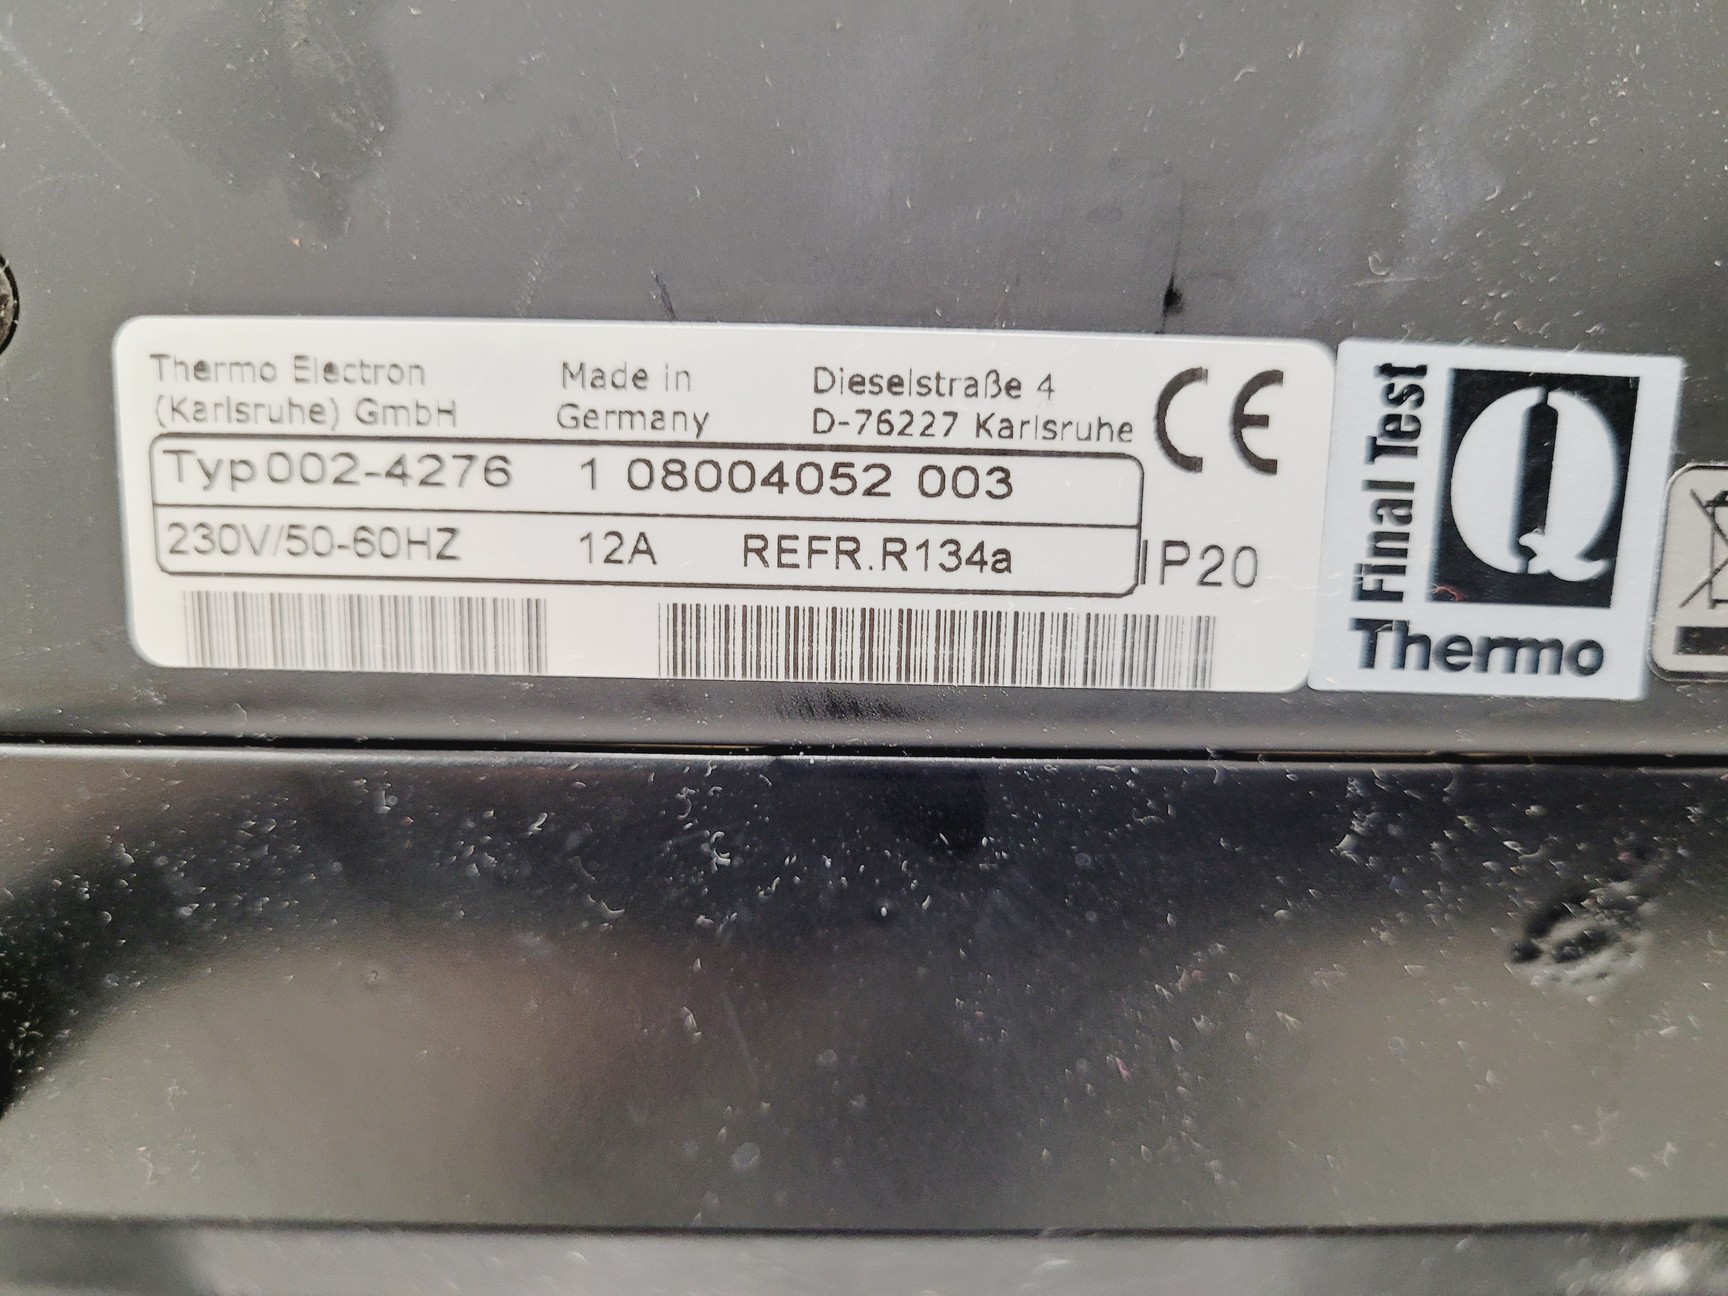 Thermo Electron
(Karlsruhe) GmbH
Made in
Germany
Dieselstraße 4
D-76227 Karlsruhe
CE
Typ 002-4276 1 08004052 003
230V/50-60HZ 12A REFR.R134a
IP20
Final Test
Q
Thermo